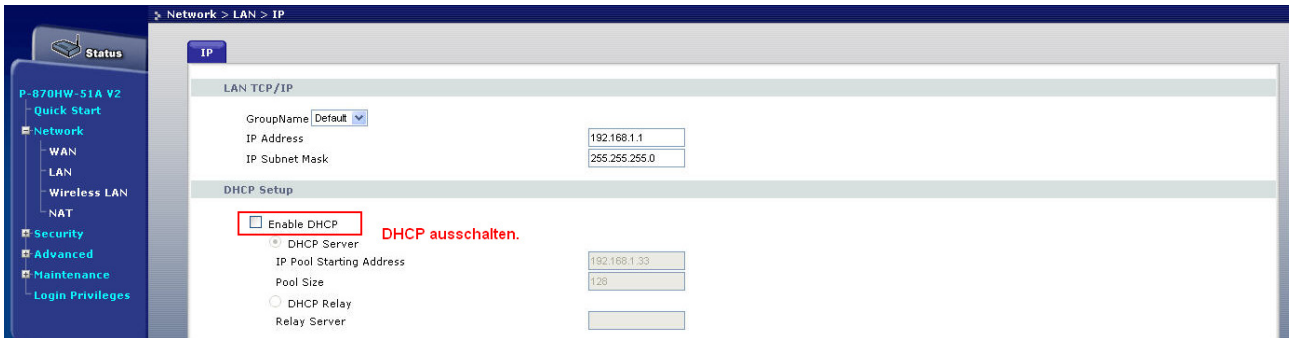 Network > LAN > IP
Status
IP
P-870HW-51A V2
Quick Start
Network
WAN
LAN
Wireless LAN
NAT
Security
Advanced
Maintenance
Login Privileges
LAN TCP/IP
GroupName Default
IP Address 192.168.1.1
IP Subnet Mask 255.255.255.0
DHCP Setup
Enable DHCP
DHCP ausschalten.
DHCP Server
IP Pool Starting Address 192.168.1.33
Pool Size 128
DHCP Relay
Relay Server